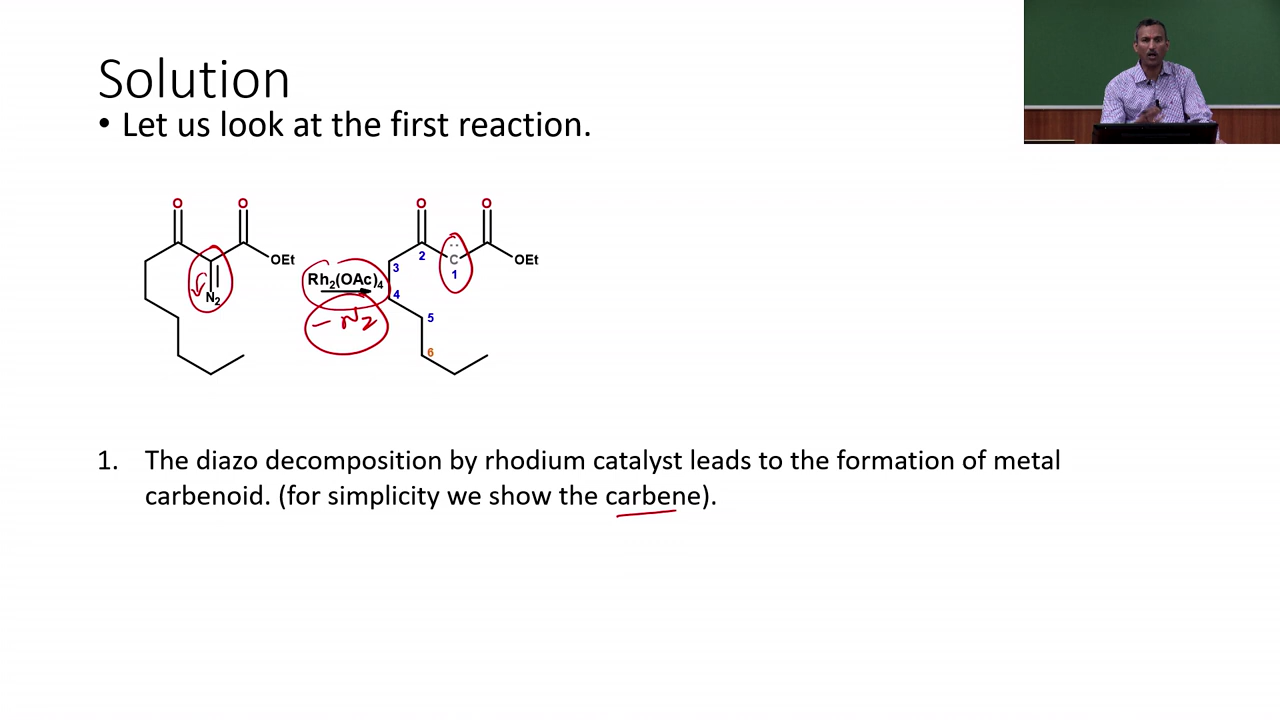 Solution
• Let us look at the first reaction.
O O O O
OEt OEt
N2
Rh2(OAc)4
- N2
C
1
2
3
4
5
6
1. The diazo decomposition by rhodium catalyst leads to the formation of metal
carbenoid. (for simplicity we show the carbene).